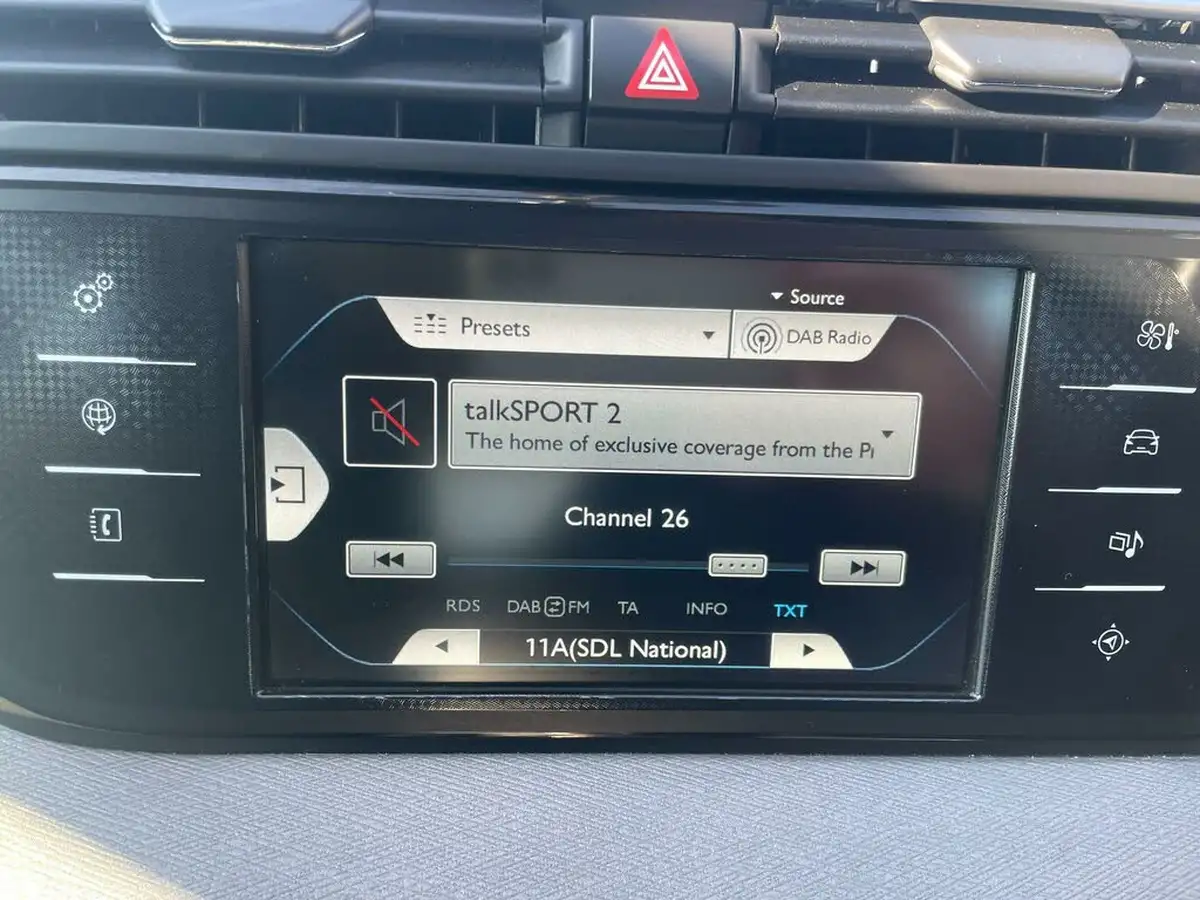 Source
Presets
DAB Radio
talkSPORT 2
The home of exclusive coverage from the
Channel 26
RDS DAB FM TA INFO TXT
11A(SDL National)